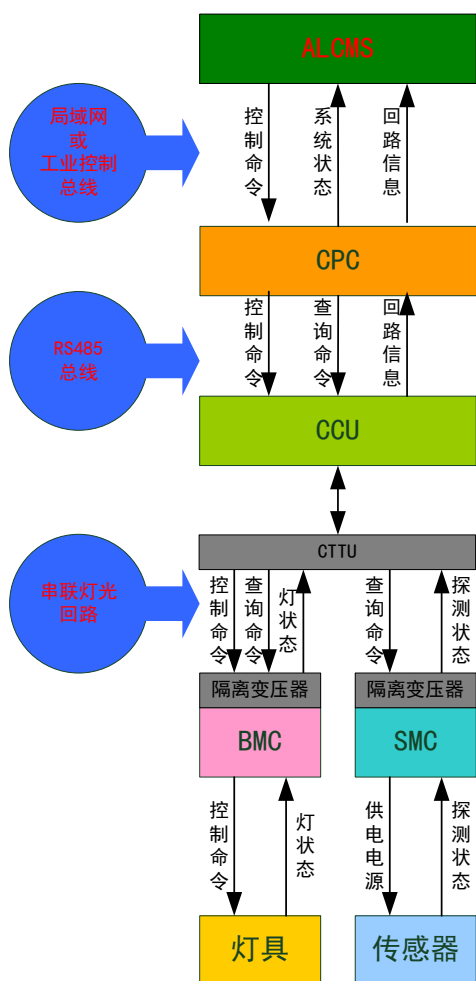 ALCMS
局域网
或
工业控制
总线
控制命令
系统状态
回路信息
CPC
RS485
总线
控制命令
查询命令
回路信息
CCU
CTTU
串联灯光
回路
控制命令
查询命令
灯状态
查询命令
探测状态
隔离变压器
隔离变压器
BMC
SMC
控制命令
灯状态
供电电源
探测状态
灯具
传感器